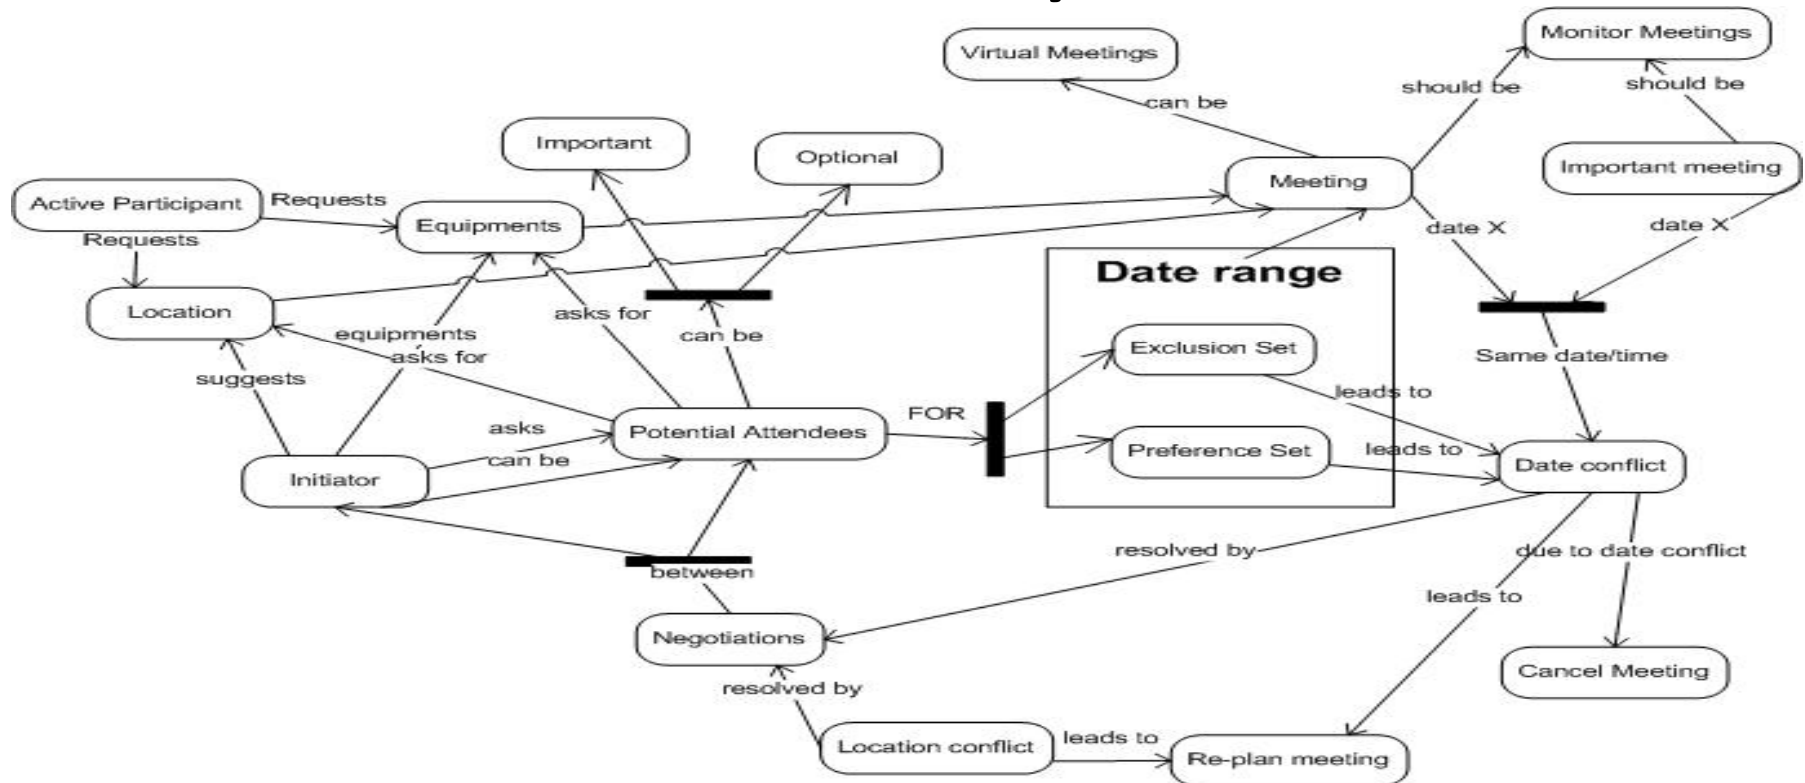 Monitor Meetings
Virtual Meetings
should be
should be
can be
Important
Optional
Meeting
Important meeting
Active Participant
Requests
Equipments
date X
date X
Requests
Date range
Location
asks for
equipments
can be
Exclusion Set
Same date/time
asks for
suggests
leads to
FOR
asks
Potential Attendees
Preference Set
leads to
can be
Date conflict
Initiator
resolved by
due to date conflict
between
leads to
Negotiations
Cancel Meeting
resolved by
Location conflict
leads to
Re-plan meeting